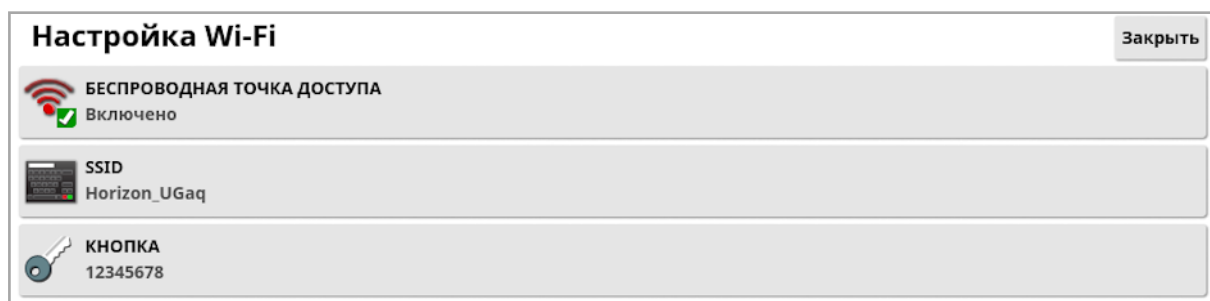 Настройка Wi-Fi
Закрыть
БЕСПРОВОДНАЯ ТОЧКА ДОСТУПА
Включено
SSID
Horizon_UGaq
КНОПКА
12345678